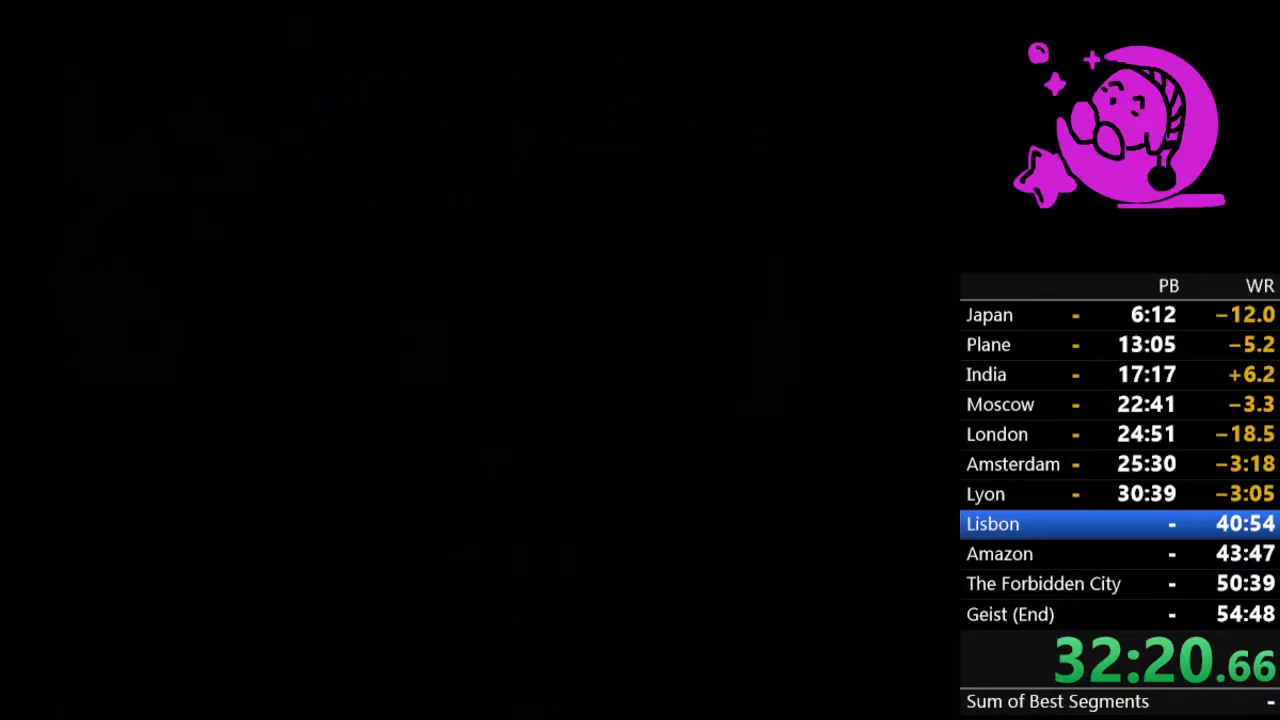 PB WR
Japan - 6:12 −12.0
Plane - 13:05 −5.2
India - 17:17 +6.2
Moscow - 22:41 −3.3
London - 24:51 −18.5
Amsterdam - 25:30 −3:18
Lyon - 30:39 −3:05
Lisbon - 40:54
Amazon - 43:47
The Forbidden City - 50:39
Geist (End) - 54:48
32:20.66
Sum of Best Segments -